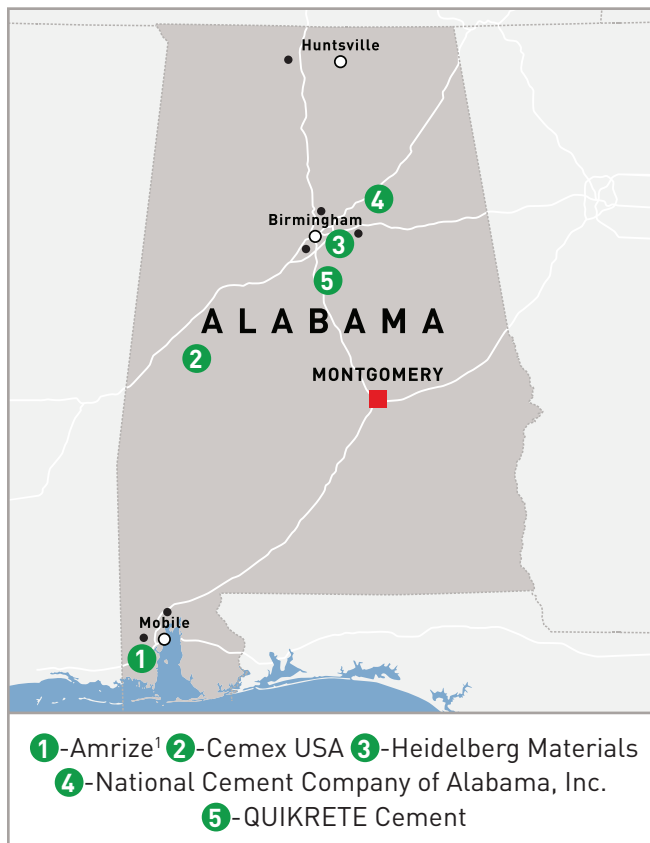 Huntsville
4
Birmingham
3
5
ALABAMA
2
MONTGOMERY
Mobile
1
1-Amrize¹ 2-Cemex USA 3-Heidelberg Materials
4-National Cement Company of Alabama, Inc.
5-QUIKRETE Cement